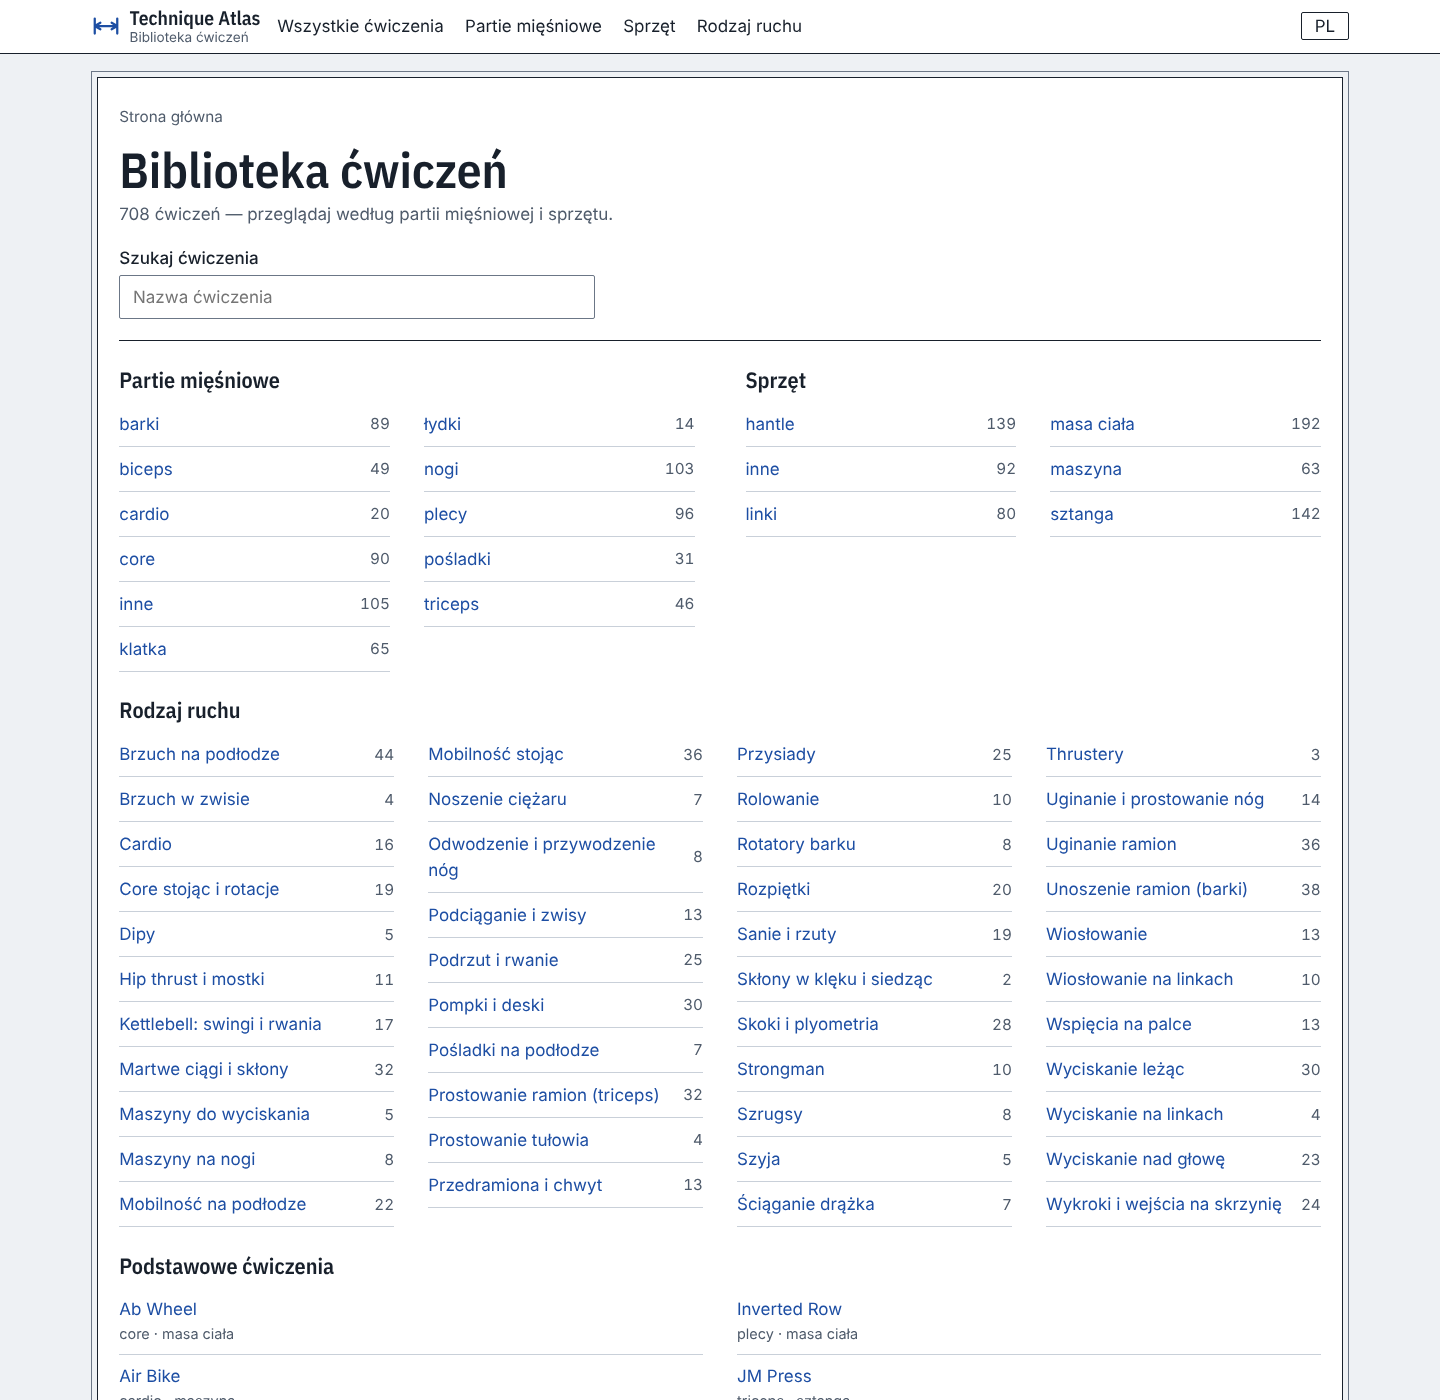 Technique Atlas
Biblioteka ćwiczeń
Wszystkie ćwiczenia
Partie mięśniowe
Sprzęt
Rodzaj ruchu
PL
Strona główna
Biblioteka ćwiczeń
708 ćwiczeń — przeglądaj według partii mięśniowej i sprzętu.
Szukaj ćwiczenia
Nazwa ćwiczenia
Partie mięśniowe
barki 89
biceps 49
cardio 20
core 90
inne 105
klatka 65
łydki 14
nogi 103
plecy 96
pośladki 31
triceps 46
Sprzęt
hantle 139
inne 92
linki 80
masa ciała 192
maszyna 63
sztanga 142
Rodzaj ruchu
Brzuch na podłodze 44
Brzuch w zwisie 4
Cardio 16
Core stojąc i rotacje 19
Dipy 5
Hip thrust i mostki 11
Kettlebell: swingi i rwania 17
Martwe ciągi i skłony 32
Maszyny do wyciskania 5
Maszyny na nogi 8
Mobilność na podłodze 22
Mobilność stojąc 36
Noszenie ciężaru 7
Odwodzenie i przywodzenie
nóg 8
Podciąganie i zwisy 13
Podrzut i rwanie 25
Pompki i deski 30
Pośladki na podłodze 7
Prostowanie ramion (triceps) 32
Prostowanie tułowia 4
Przedramiona i chwyt 13
Przysiady 25
Rolowanie 10
Rotatory barku 8
Rozpiętki 20
Sanie i rzuty 19
Skłony w klęku i siedząc 2
Skoki i plyometria 28
Strongman 10
Szrugsy 8
Szyja 5
Ściąganie drążka 7
Thrustery 3
Uginanie i prostowanie nóg 14
Uginanie ramion 36
Unoszenie ramion (barki) 38
Wiosłowanie 13
Wiosłowanie na linkach 10
Wspięcia na palce 13
Wyciskanie leżąc 30
Wyciskanie na linkach 4
Wyciskanie nad głowę 23
Wykroki i wejścia na skrzynię 24
Podstawowe ćwiczenia
Ab Wheel
core · masa ciała
Air Bike
Inverted Row
plecy · masa ciała
JM Press